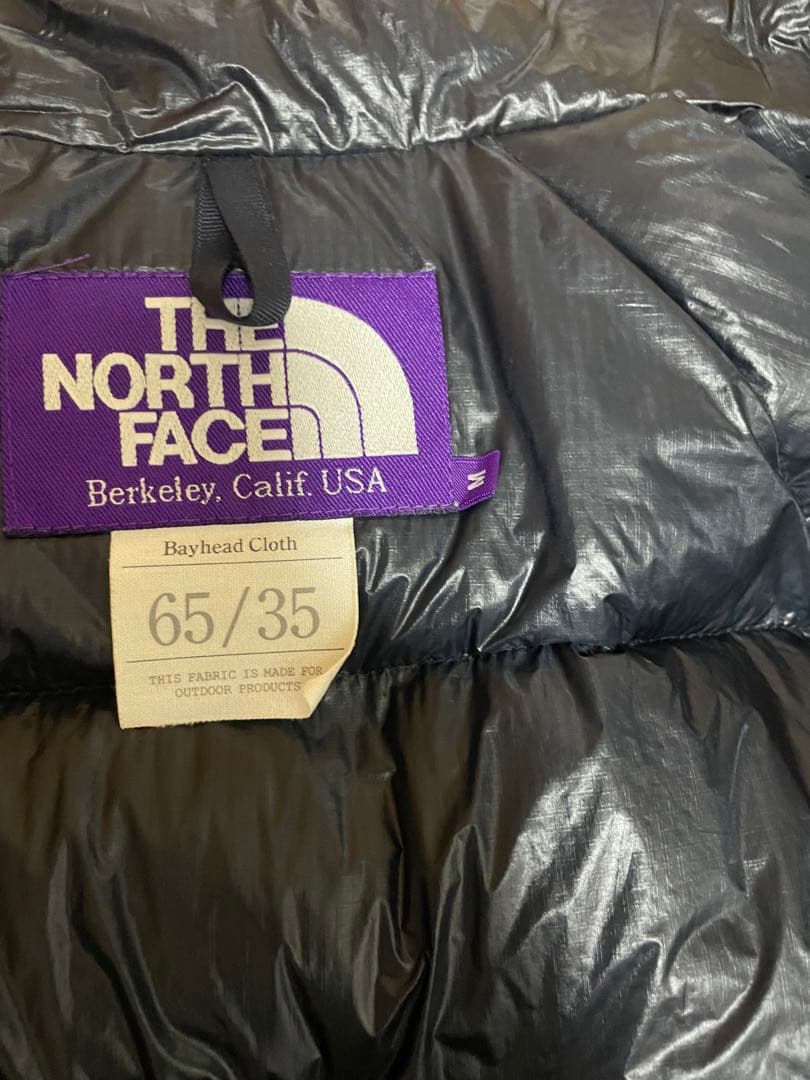 THE
NORTH
FACE
Berkeley, Calif. USA
M
Bayhead Cloth
65/35
THIS FABRIC IS MADE FOR
OUTDOOR PRODUCTS